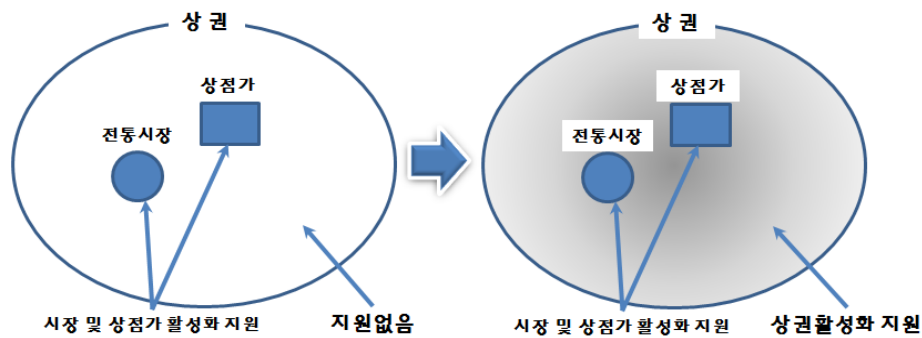 상 권
상점가
전통시장
시장 및 상점가 활성화 지원
지원없음
상 권
상점가
전통시장
시장 및 상점가 활성화 지원
상권활성화 지원